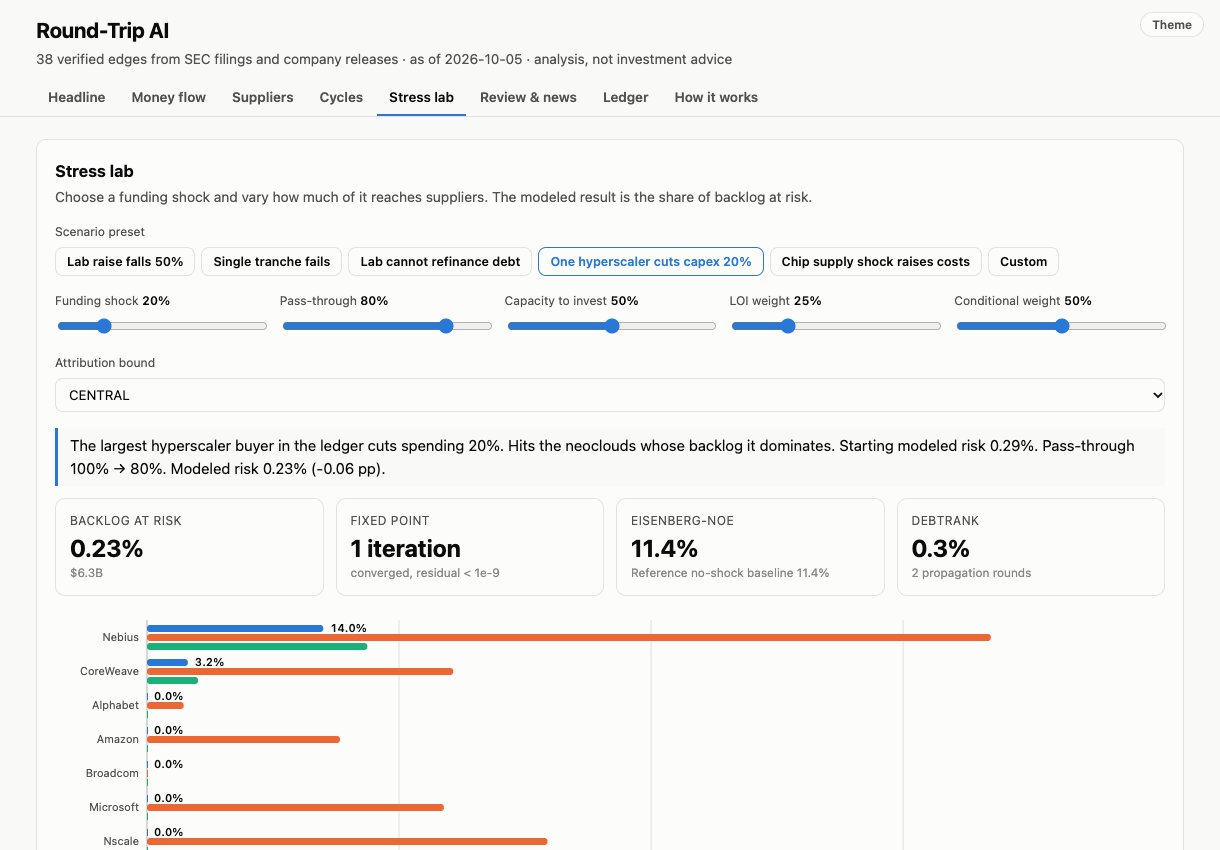 Round-Trip AI
Theme
38 verified edges from SEC filings and company releases · as of 2026-10-05 · analysis, not investment advice
Headline
Money flow
Suppliers
Cycles
Stress lab
Review & news
Ledger
How it works
Stress lab
Choose a funding shock and vary how much of it reaches suppliers. The modeled result is the share of backlog at risk.
Scenario preset
Lab raise falls 50%
Single tranche fails
Lab cannot refinance debt
One hyperscaler cuts capex 20%
Chip supply shock raises costs
Custom
Funding shock 20%
Pass-through 80%
Capacity to invest 50%
LOI weight 25%
Conditional weight 50%
Attribution bound
CENTRAL
The largest hyperscaler buyer in the ledger cuts spending 20%. Hits the neoclouds whose backlog it dominates. Starting modeled risk 0.29%. Pass-through
100% → 80%. Modeled risk 0.23% (-0.06 pp).
BACKLOG AT RISK
0.23%
$6.3B
FIXED POINT
1 iteration
converged, residual < 1e-9
EISENBERG-NOE
11.4%
Reference no-shock baseline 11.4%
DEBTRANK
0.3%
2 propagation rounds
Nebius
14.0%
CoreWeave
3.2%
Alphabet
0.0%
Amazon
0.0%
Broadcom
0.0%
Microsoft
0.0%
Nscale
0.0%